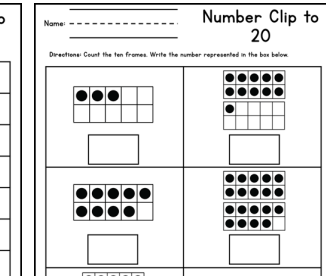 Number Clip to
20
Name:
Directions: Count the ten frames. Write the number represented in the box below.